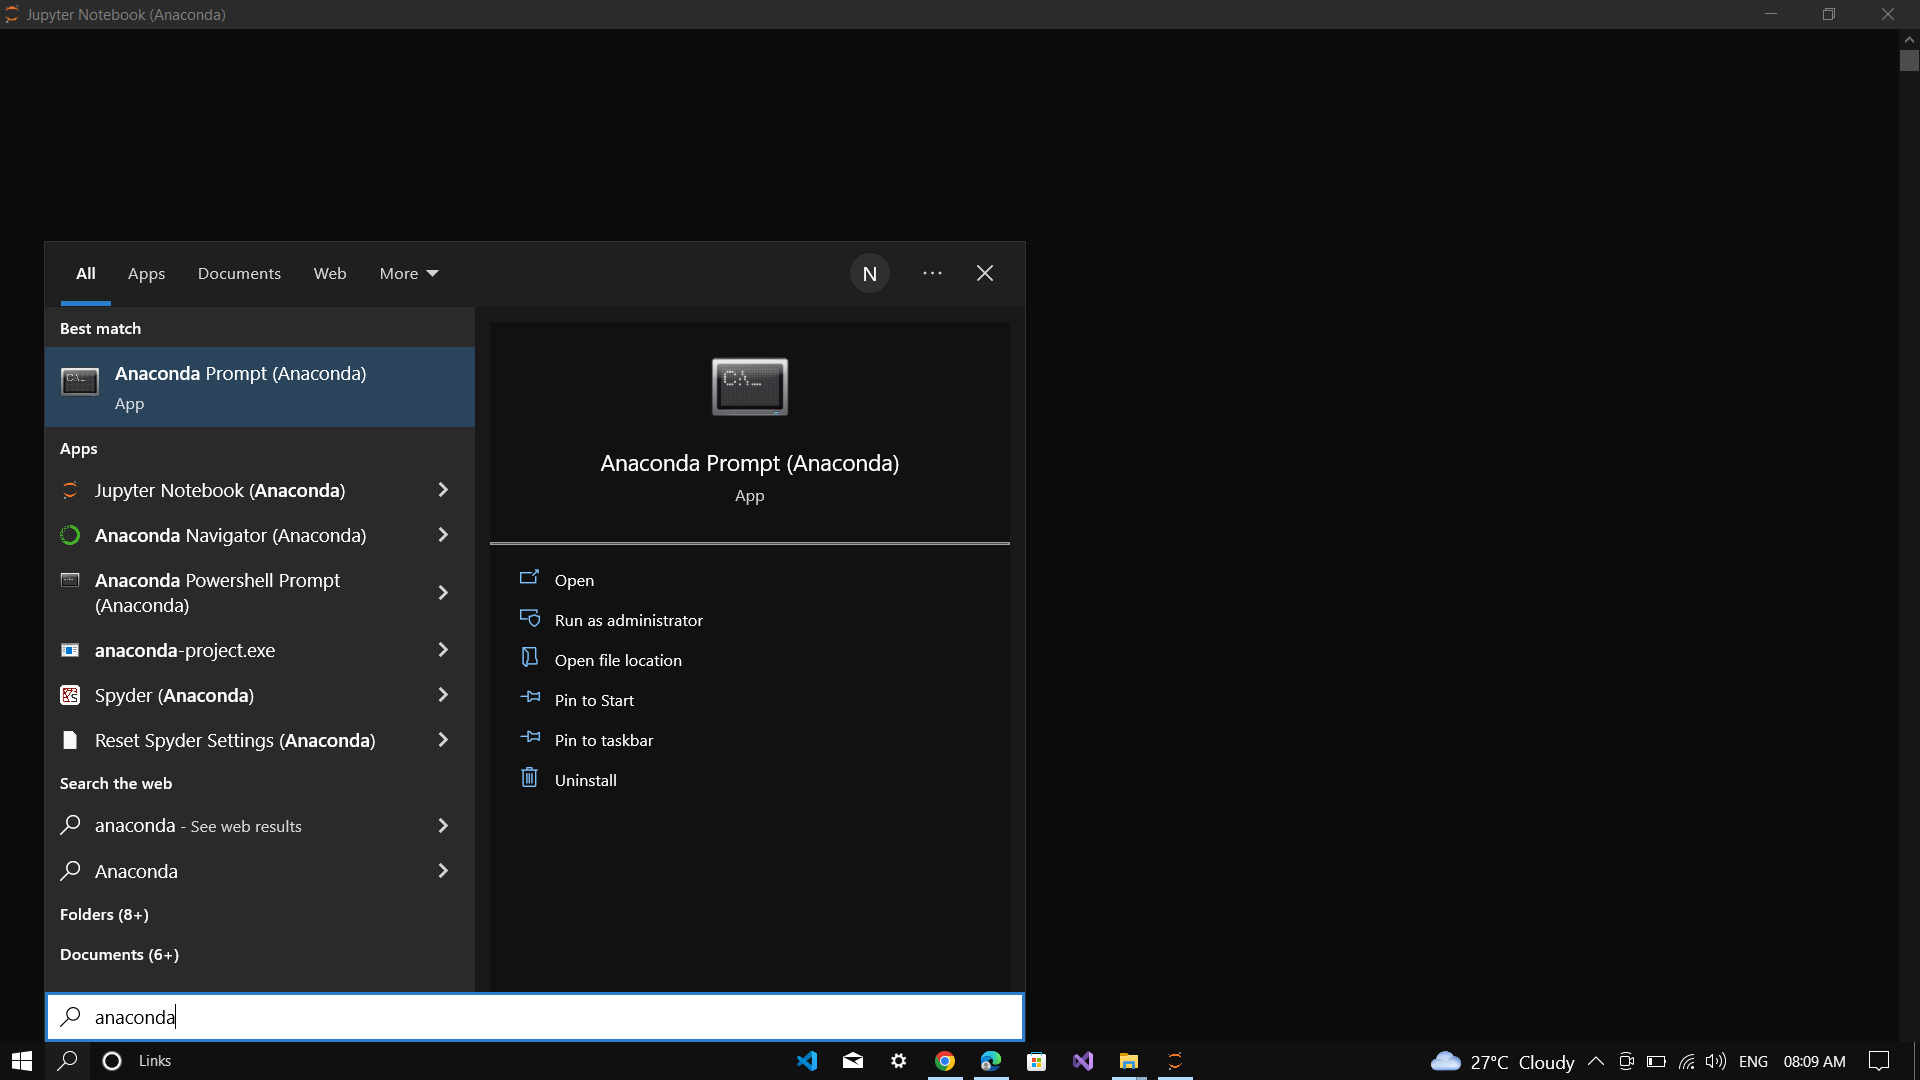 Jupyter Notebook (Anaconda)
All Apps Documents Web More N
Best match
Anaconda Prompt (Anaconda)
App
Apps
Jupyter Notebook (Anaconda)
Anaconda Navigator (Anaconda)
Anaconda Powershell Prompt
(Anaconda)
anaconda-project.exe
Spyder (Anaconda)
Reset Spyder Settings (Anaconda)
Search the web
anaconda - See web results
Anaconda
Folders (8+)
Documents (6+)
C:\_
Anaconda Prompt (Anaconda)
App
Open
Run as administrator
Open file location
Pin to Start
Pin to taskbar
Uninstall
anaconda
Links
27°C Cloudy ENG 08:09 AM